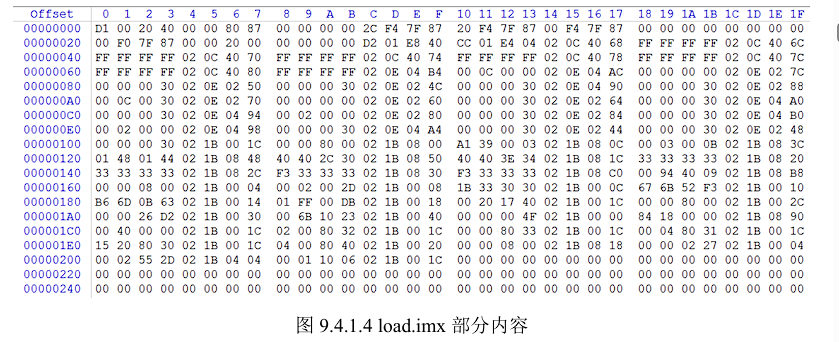 Offset 0 1 2 3 4 5 6 7 8 9 A B C D E F 10 11 12 13 14 15 16 17 18 19 1A 1B 1C 1D 1E 1F
00000000 D1 00 20 40 00 00 80 87 00 00 00 00 2C F4 7F 87 20 F4 7F 87 00 F4 7F 87 00 00 00 00 00 00 00 00
00000020 00 F0 7F 87 00 00 20 00 00 00 00 00 D2 01 E8 40 CC 01 E4 04 02 0C 40 68 FF FF FF FF 02 0C 40 6C
00000040 FF FF FF FF 02 0C 40 70 FF FF FF FF 02 0C 40 74 FF FF FF FF 02 0C 40 78 FF FF FF FF 02 0C 40 7C
00000060 FF FF FF FF 02 0C 40 80 FF FF FF FF 02 0E 04 B4 00 0C 00 00 02 0E 04 AC 00 00 00 00 02 0E 02 7C
00000080 00 00 00 30 02 0E 02 50 00 00 00 30 02 0E 02 4C 00 00 00 30 02 0E 04 90 00 00 00 30 02 0E 02 88
000000A0 00 0C 00 30 02 0E 02 70 00 00 00 00 02 0E 02 60 00 00 00 30 02 0E 02 64 00 00 00 30 02 0E 04 A0
000000C0 00 00 00 30 02 0E 04 94 00 02 00 00 02 0E 02 80 00 00 00 30 02 0E 02 84 00 00 00 30 02 0E 04 B0
000000E0 00 02 00 00 02 0E 04 98 00 00 00 30 02 0E 04 A4 00 00 00 30 02 0E 02 44 00 00 00 30 02 0E 02 48
00000100 00 00 00 30 02 1B 00 1C 00 00 80 00 02 1B 08 00 A1 39 00 03 02 1B 08 0C 00 03 00 0B 02 1B 08 3C
00000120 01 48 01 44 02 1B 08 48 40 40 2C 30 02 1B 08 50 40 40 3E 34 02 1B 08 1C 33 33 33 33 02 1B 08 20
00000140 33 33 33 33 02 1B 08 2C F3 33 33 33 02 1B 08 30 F3 33 33 33 02 1B 08 C0 00 94 40 09 02 1B 08 B8
00000160 00 00 08 00 02 1B 00 04 00 02 00 2D 02 1B 00 08 1B 33 30 30 02 1B 00 0C 67 6B 52 F3 02 1B 00 10
00000180 B6 6D 0B 63 02 1B 00 14 01 FF 00 DB 02 1B 00 18 00 20 17 40 02 1B 00 1C 00 00 80 00 02 1B 00 2C
000001A0 00 00 26 D2 02 1B 00 30 00 6B 10 23 02 1B 00 40 00 00 00 4F 02 1B 00 00 84 18 00 00 02 1B 08 90
000001C0 00 40 00 00 02 1B 00 1C 02 00 80 32 02 1B 00 1C 00 00 80 33 02 1B 00 1C 00 04 80 31 02 1B 00 1C
000001E0 15 20 80 30 02 1B 00 1C 04 00 80 40 02 1B 00 20 00 00 08 00 02 1B 08 18 00 00 02 27 02 1B 00 04
00000200 00 02 55 2D 02 1B 04 04 00 01 10 06 02 1B 00 1C 00 00 00 00 00 00 00 00 00 00 00 00 00 00 00 00
00000220 00 00 00 00 00 00 00 00 00 00 00 00 00 00 00 00 00 00 00 00 00 00 00 00 00 00 00 00 00 00 00 00
00000240 00 00 00 00 00 00 00 00 00 00 00 00 00 00 00 00 00 00 00 00 00 00 00 00 00 00 00 00 00 00 00 00
图 9.4.1.4 load.imx 部分内容